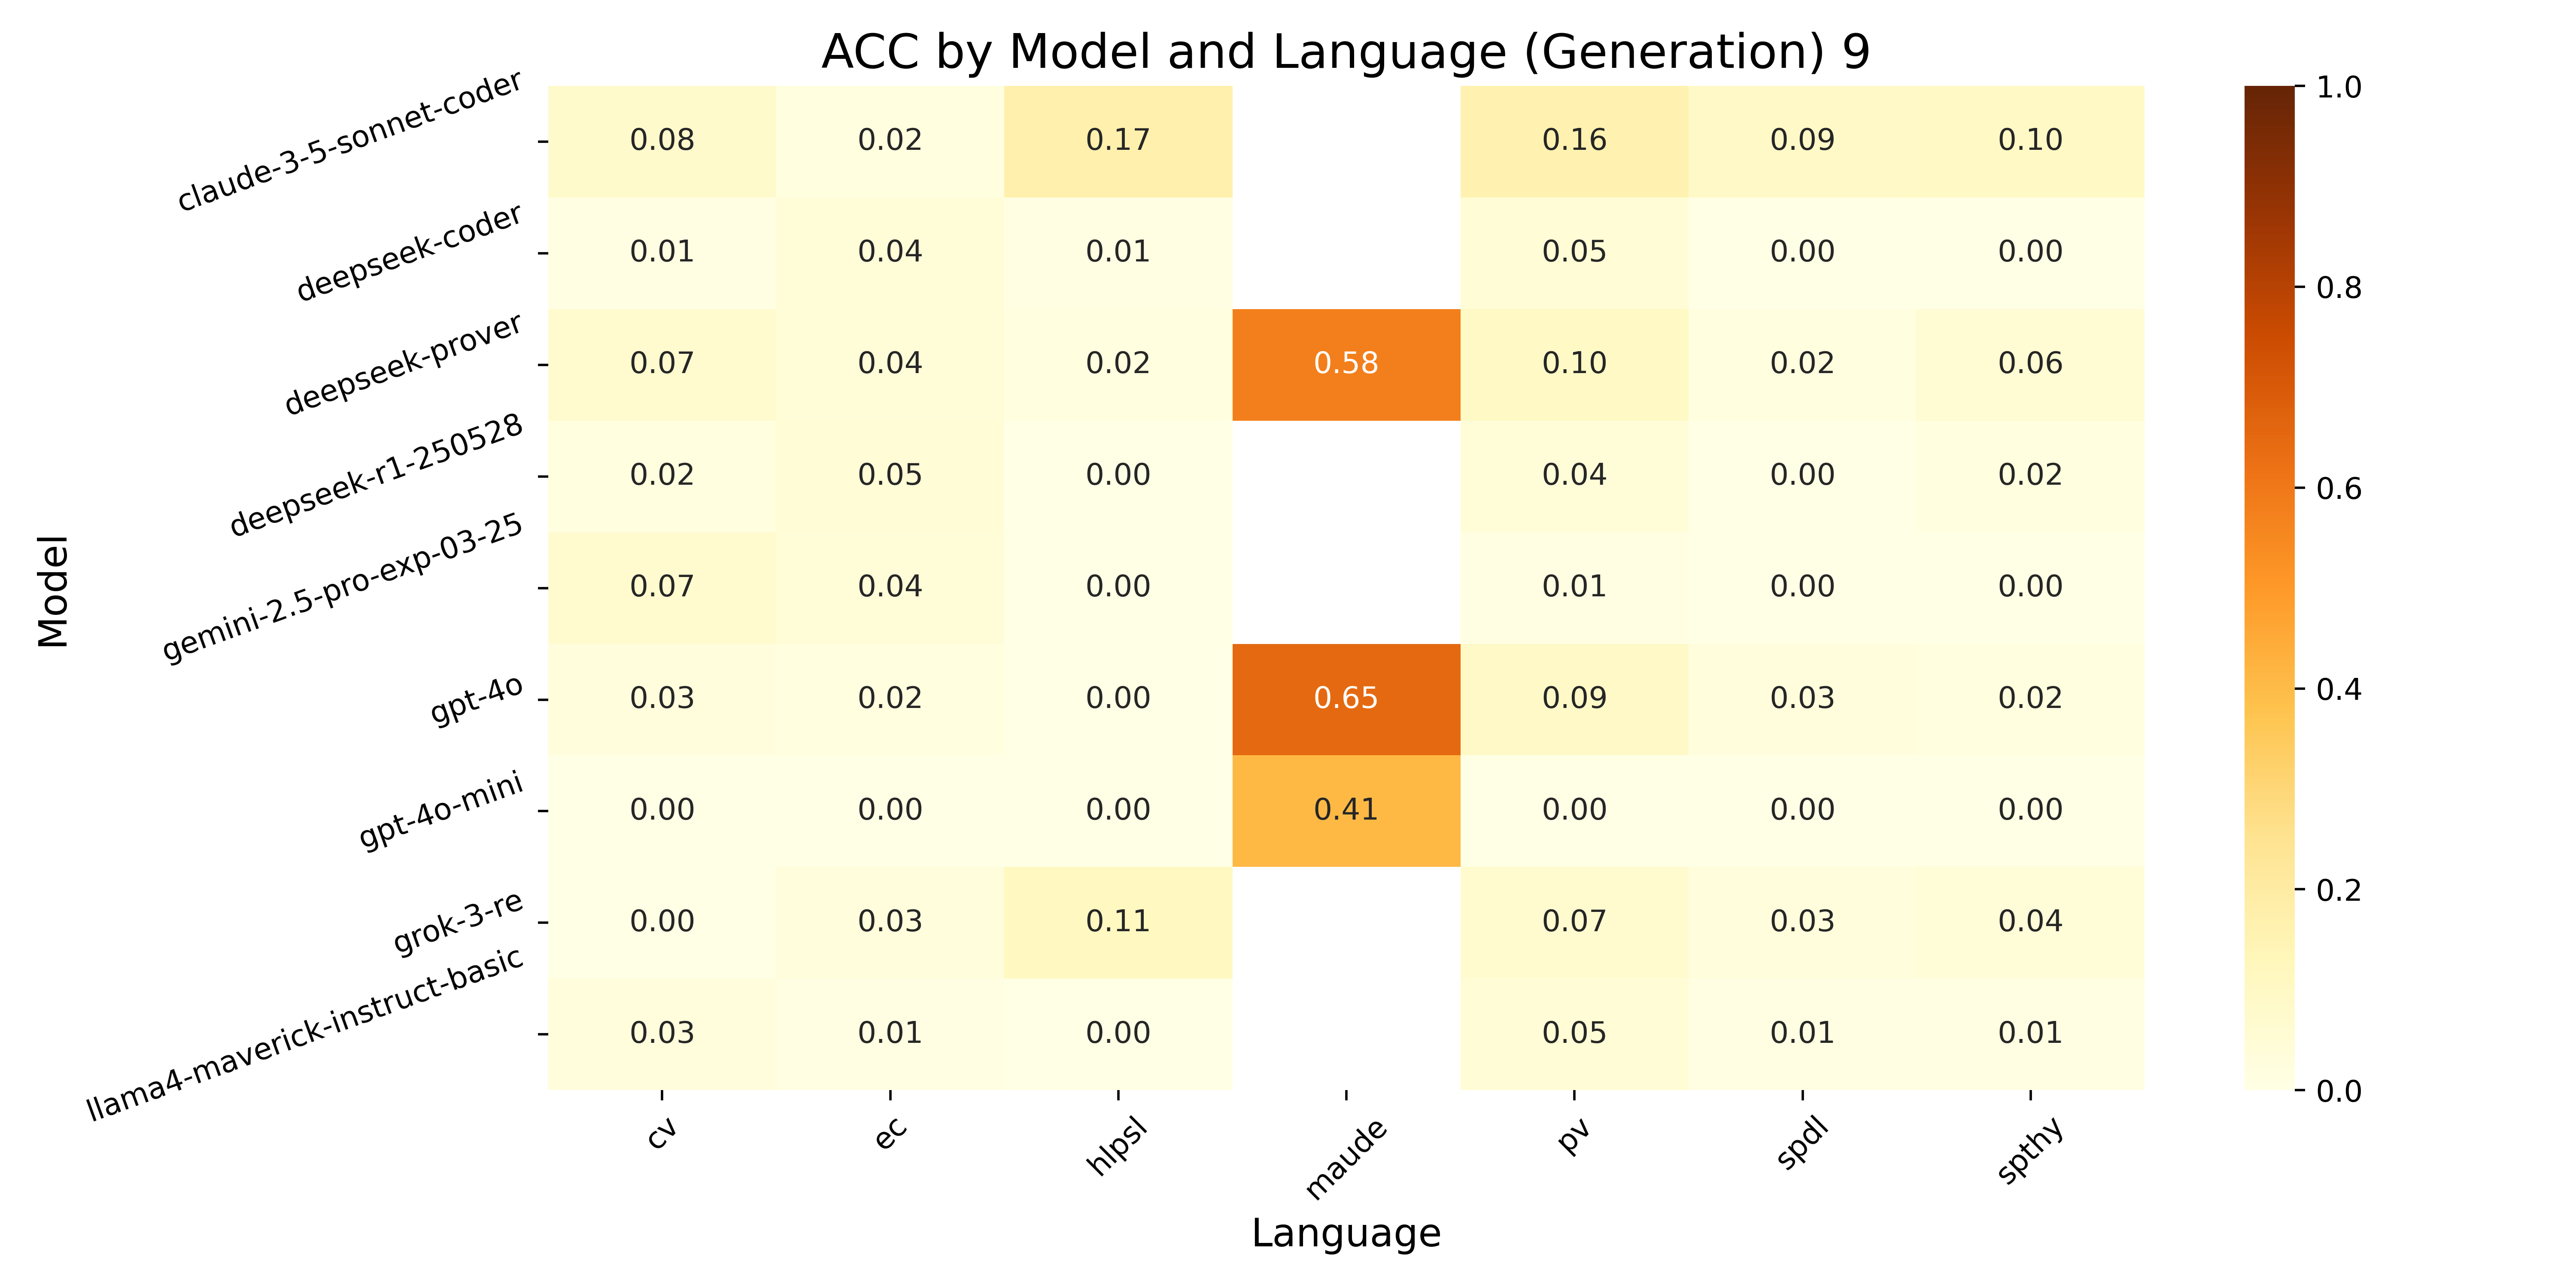 ACC by Model and Language (Generation) 9
Model
claude-3-5-sonnet-coder 0.08 0.02 0.17 0.16 0.09 0.10
deepseek-coder 0.01 0.04 0.01 0.05 0.00 0.00
deepseek-prover 0.07 0.04 0.02 0.58 0.10 0.02 0.06
deepseek-r1-250528 0.02 0.05 0.00 0.04 0.00 0.02
gemini-2.5-pro-exp-03-25 0.07 0.04 0.00 0.01 0.00 0.00
gpt-4o 0.03 0.02 0.00 0.65 0.09 0.03 0.02
gpt-4o-mini 0.00 0.00 0.00 0.41 0.00 0.00 0.00
grok-3-re 0.00 0.03 0.11 0.07 0.03 0.04
llama4-maverick-instruct-basic 0.03 0.01 0.00 0.05 0.01 0.01
cv ec hlpsl maude pv spdl spthy
Language
1.0
0.8
0.6
0.4
0.2
0.0